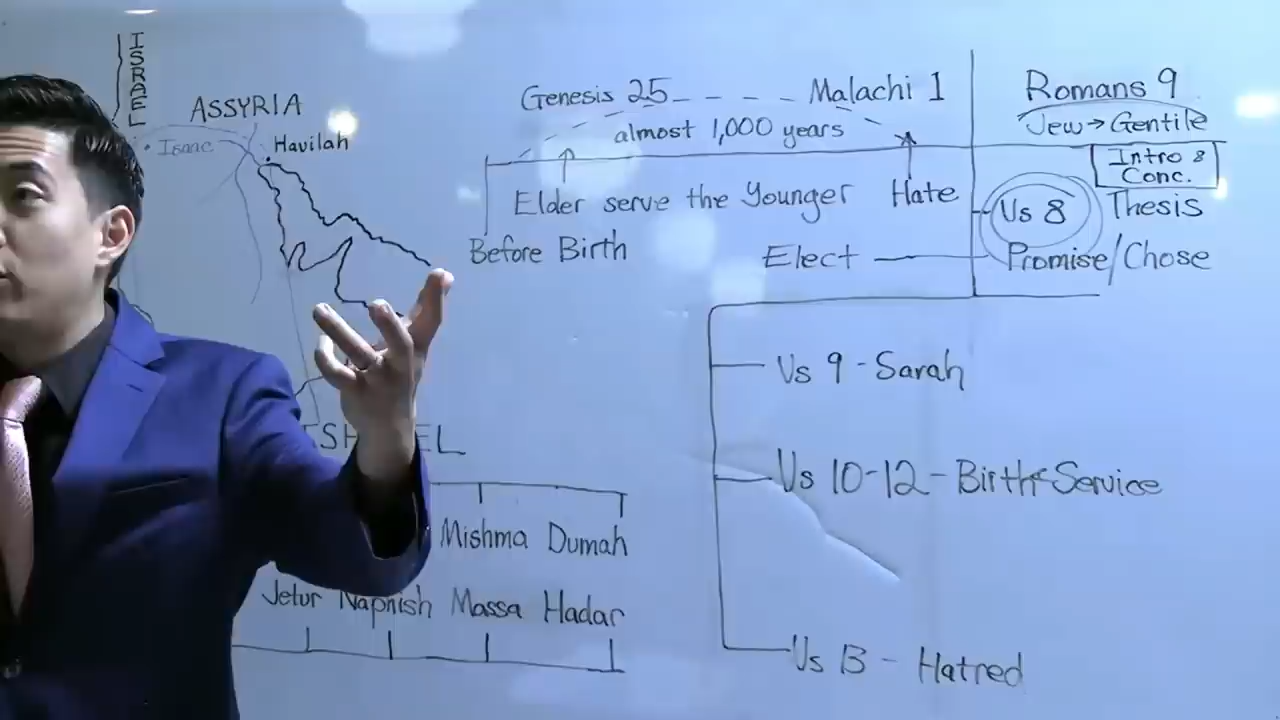 ISRAEL
ASSYRIA
Isaac
Havilah
Genesis 25 Malachi 1
almost 1,000 years
Elder serve the Younger Hate
Before Birth
Elect
Romans 9
Jew → Gentile
Intro &
Conc.
Vs 8 Thesis
Promise/Chose
Vs 9 - Sarah
Vs 10-12 - Birth Service
Vs 13 - Hatred
Mishma Dumah
Jetur Naphish Massa Hadar